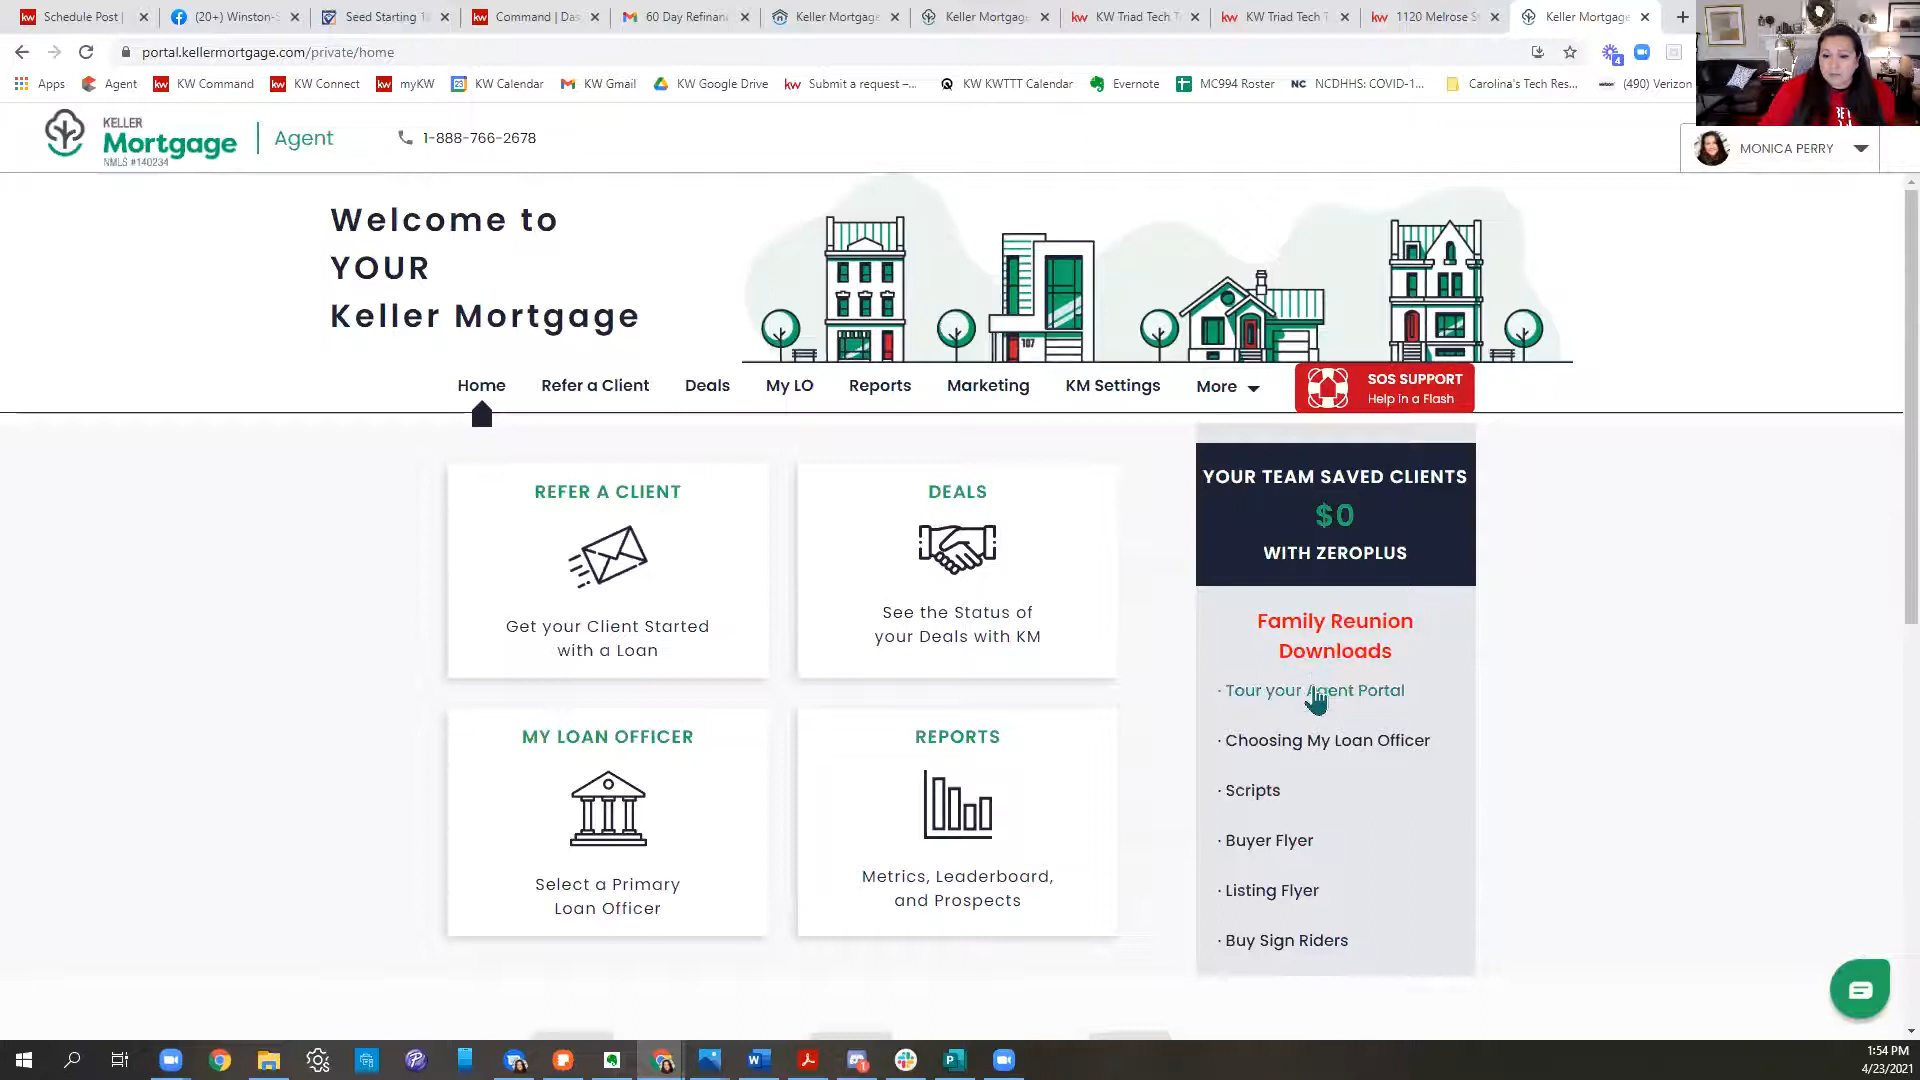 Schedule Post |
(20+) Winston-S
Seed Starting 1
Command | Das
60 Day Refinan
Keller Mortgage
Keller Mortgage
KW Triad Tech T
KW Triad Tech T
1120 Melrose S
Keller Mortgage
portal.kellermortgage.com/private/home
Apps
Agent
KW Command
KW Connect
myKW
KW Calendar
KW Gmail
KW Google Drive
Submit a request –...
KW KWTTT Calendar
Evernote
MC994 Roster
NCDHHS: COVID-1...
Carolina's Tech Res...
(490) Verizon
KELLER
Mortgage
NMLS #140234
Agent
1-888-766-2678
MONICA PERRY
Welcome to
YOUR
Keller Mortgage
107
Home
Refer a Client
Deals
My LO
Reports
Marketing
KM Settings
More
SOS SUPPORT
Help in a Flash
REFER A CLIENT
Get your Client Started
with a Loan
DEALS
See the Status of
your Deals with KM
MY LOAN OFFICER
Select a Primary
Loan Officer
REPORTS
Metrics, Leaderboard,
and Prospects
YOUR TEAM SAVED CLIENTS
$0
WITH ZEROPLUS
Family Reunion
Downloads
· Tour your Agent Portal
· Choosing My Loan Officer
· Scripts
· Buyer Flyer
· Listing Flyer
· Buy Sign Riders
1:54 PM
4/23/2021